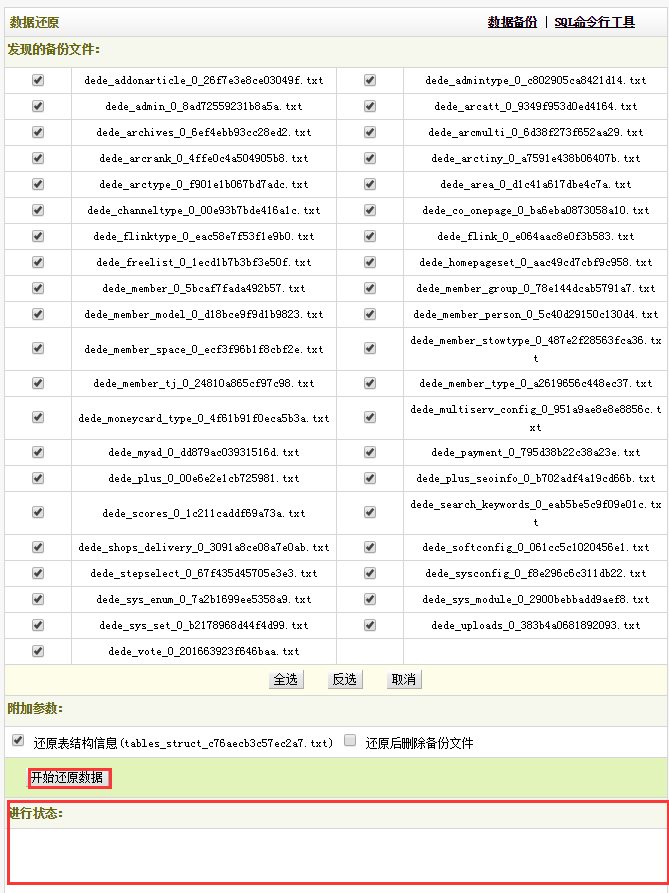 数据还原 数据备份 | SQL命令行工具
发现的备份文件:
dede_addonarticle_0_26f7e3e8ce03049f.txt dede_admintype_0_c802905ca8421d14.txt
dede_admin_0_8ad72559231b8a5a.txt dede_arcatt_0_9349f953d0ed4164.txt
dede_archives_0_6ef4ebb93cc28ed2.txt dede_arcmulti_0_6d38f273f652aa29.txt
dede_arcrank_0_4ffe0c4a504905b8.txt dede_arctiny_0_a7591e438b06407b.txt
dede_arctype_0_f901e1b067bd7adc.txt dede_area_0_d1c41a617dbe4c7a.txt
dede_channeltype_0_00e93b7bde416a1c.txt dede_co_onepage_0_ba6eba0873058a10.txt
dede_flinktype_0_eac58e7f53f1e9b0.txt dede_flink_0_e064aac8e0f3b583.txt
dede_freelist_0_1ecd1b7b3bf3e50f.txt dede_homepageset_0_aac49cd7cbf9c958.txt
dede_member_0_5bcaf7fada492b57.txt dede_member_group_0_78e144dcab5791a7.txt
dede_member_model_0_d18bce9f9d1b9823.txt dede_member_person_0_5c40d29150c130d4.txt
dede_member_space_0_ecf3f96b1f8cbf2e.txt dede_member_stowtype_0_487e2f28563fca36.tx
t
dede_member_tj_0_24810a865cf97c98.txt dede_member_type_0_a2619656c448ec37.txt
dede_moneycard_type_0_4f61b91f0eca5b3a.txt dede_multiserv_config_0_951a9ae8e8e8856c.t
xt
dede_myad_0_dd879ac03931516d.txt dede_payment_0_795d38b22c38a23e.txt
dede_plus_0_00e6e2e1cb725981.txt dede_plus_seoinfo_0_b702adf4a19cd66b.txt
dede_scores_0_1c211caddf69a73a.txt dede_search_keywords_0_eab5be5c9f09e01c.tx
t
dede_shops_delivery_0_3091a8ce08a7e0ab.txt dede_softconfig_0_061cc5c1020456e1.txt
dede_stepselect_0_67f435d45705e3e3.txt dede_sysconfig_0_f8e296c6c311db22.txt
dede_sys_enum_0_7a2b1699ee5358a9.txt dede_sys_module_0_2900bebbadd9aef8.txt
dede_sys_set_0_b2178968d44f4d99.txt dede_uploads_0_383b4a0681892093.txt
dede_vote_0_201663923f646baa.txt
全选 反选 取消
附加参数:
还原表结构信息(tables_struct_c76aecb3c57ec2a7.txt) 还原后删除备份文件
开始还原数据
进行状态: